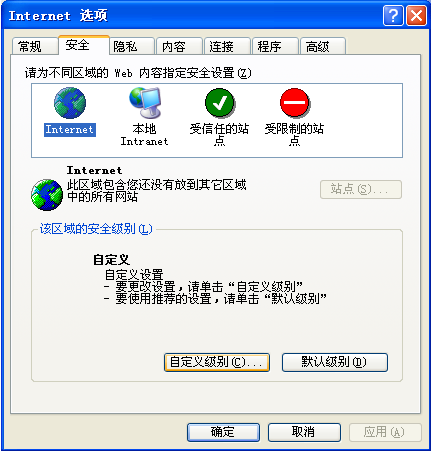 Internet 选项
常规 安全 隐私 内容 连接 程序 高级
请为不同区域的 Web 内容指定安全设置(Z)
Internet 本地 Intranet 受信任的站点 受限制的站点
Internet
此区域包含您还没有放到其它区域
中的所有网站
站点(S)...
该区域的安全级别(L)
自定义
自定义设置
- 要更改设置，请单击“自定义级别”
- 要使用推荐的设置，请单击“默认级别”
自定义级别(C)... 默认级别(D)
确定 取消 应用(A)